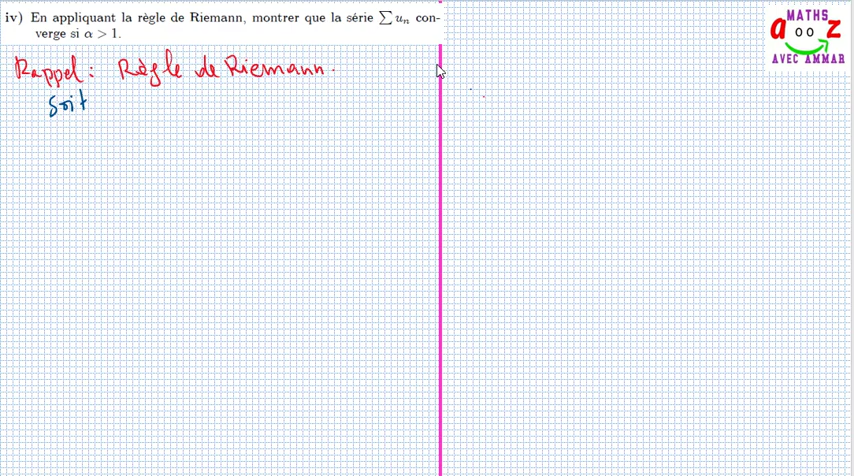 iv) En appliquant la règle de Riemann, montrer que la série ∑ uₙ con-
verge si α > 1.
Rappel : Règle de Riemann.
Soit
MATHS
a oo z
AVEC AMMAR